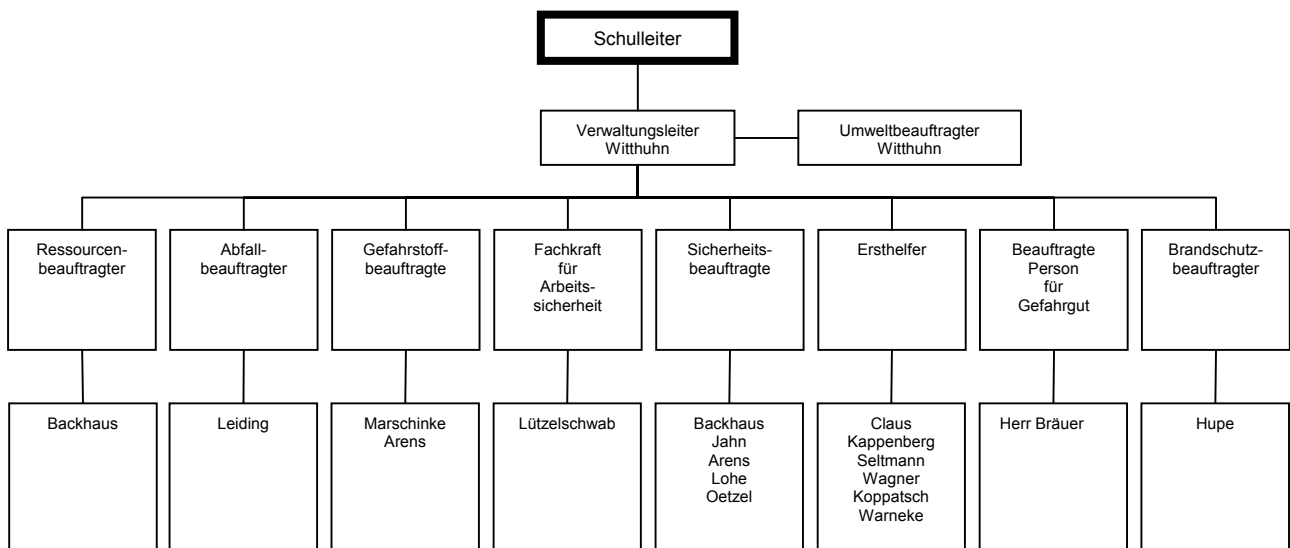 Schulleiter
Verwaltungsleiter
Witthuhn
Umweltbeauftragter
Witthuhn
Ressourcen-
beauftragter
Abfall-
beauftragter
Gefahrstoff-
beauftragte
Fachkraft
für
Arbeits-
sicherheit
Sicherheits-
beauftragte
Ersthelfer
Beauftragte
Person
für
Gefahrgut
Brandschutz-
beauftragter
Backhaus
Leiding
Marschinke
Arens
Lützelschwab
Backhaus
Jahn
Arens
Lohe
Oetzel
Claus
Kappenberg
Seltmann
Wagner
Koppatsch
Warneke
Herr Bräuer
Hupe